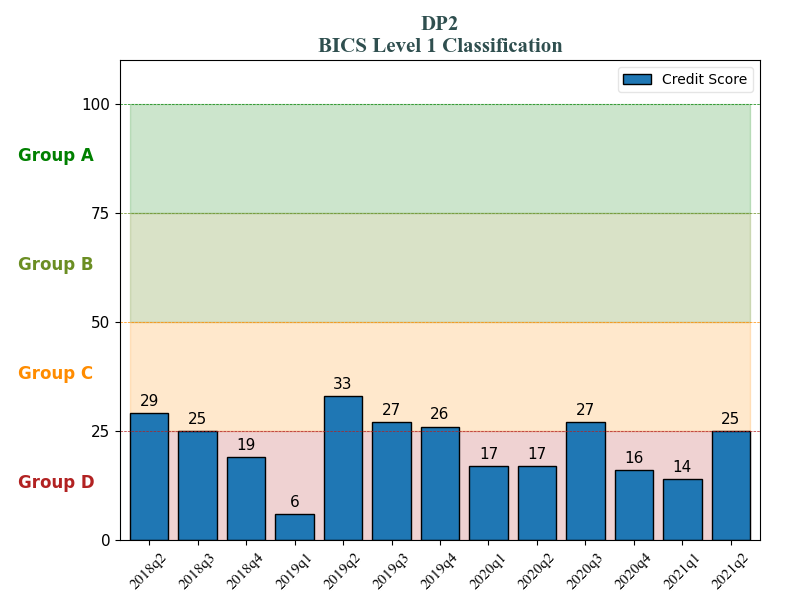 DP2
BICS Level 1 Classification
Credit Score
100
Group A
75
Group B
50
Group C
25
Group D
0
29
25
19
6
33
27
26
17
17
27
16
14
25
2018q2
2018q3
2018q4
2019q1
2019q2
2019q3
2019q4
2020q1
2020q2
2020q3
2020q4
2021q1
2021q2